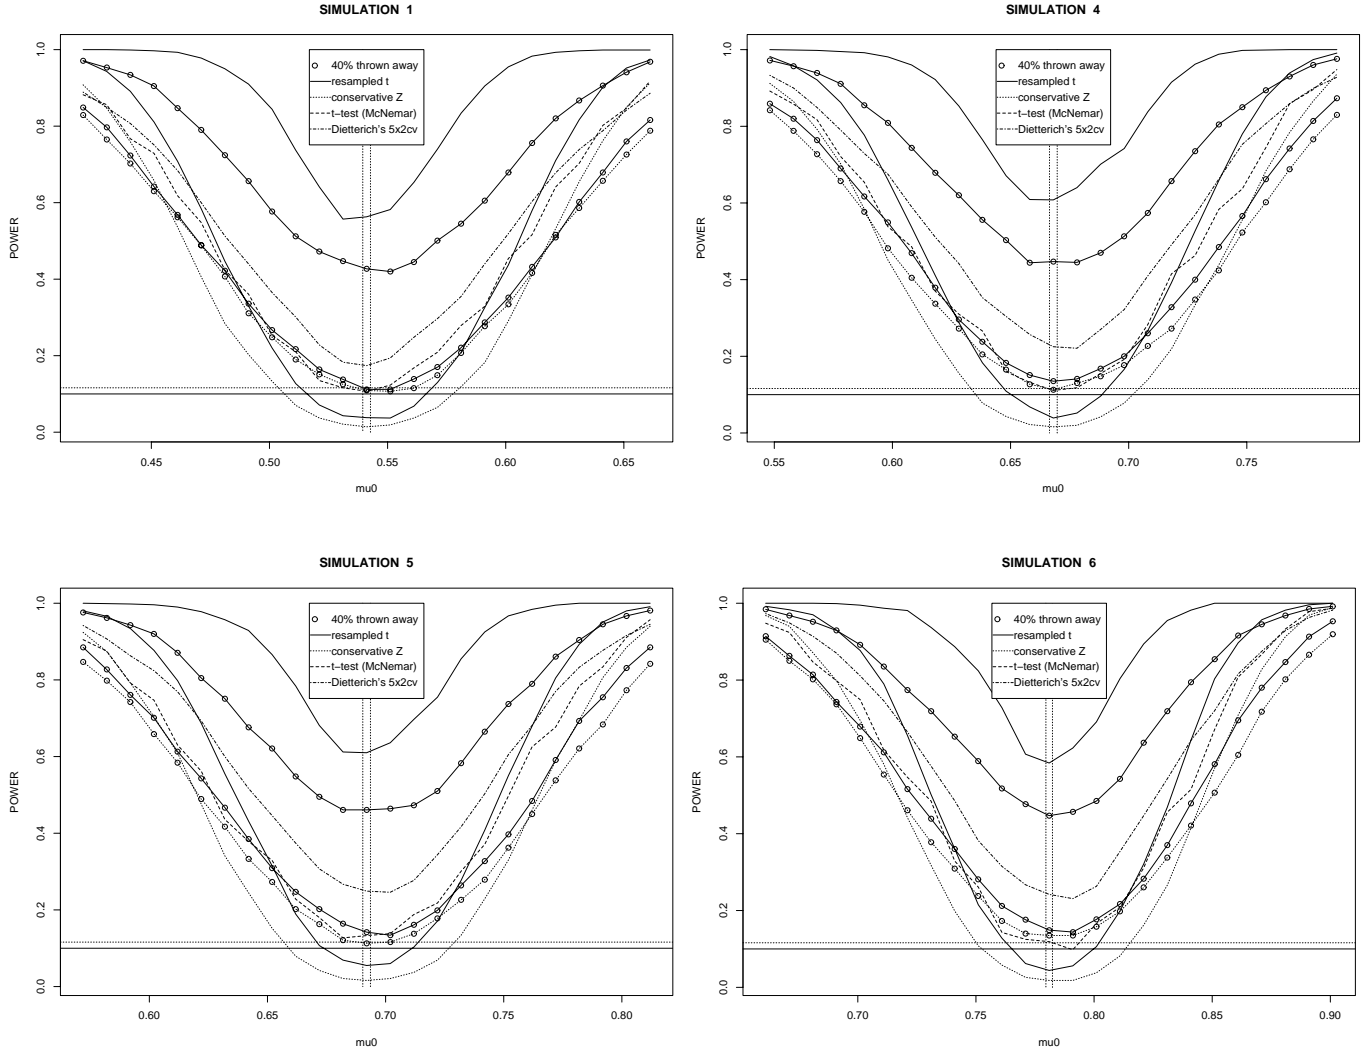 SIMULATION 1
POWER
1.0
0.8
0.6
0.4
0.2
0.0
40% thrown away
resampled t
conservative Z
t−test (McNemar)
Dietterich's 5x2cv
0.45 0.50 0.55 0.60 0.65
mu0
SIMULATION 4
POWER
1.0
0.8
0.6
0.4
0.2
0.0
40% thrown away
resampled t
conservative Z
t−test (McNemar)
Dietterich's 5x2cv
0.55 0.60 0.65 0.70 0.75
mu0
SIMULATION 5
POWER
1.0
0.8
0.6
0.4
0.2
0.0
40% thrown away
resampled t
conservative Z
t−test (McNemar)
Dietterich's 5x2cv
0.60 0.65 0.70 0.75 0.80
mu0
SIMULATION 6
POWER
1.0
0.8
0.6
0.4
0.2
0.0
40% thrown away
resampled t
conservative Z
t−test (McNemar)
Dietterich's 5x2cv
0.70 0.75 0.80 0.85 0.90
mu0